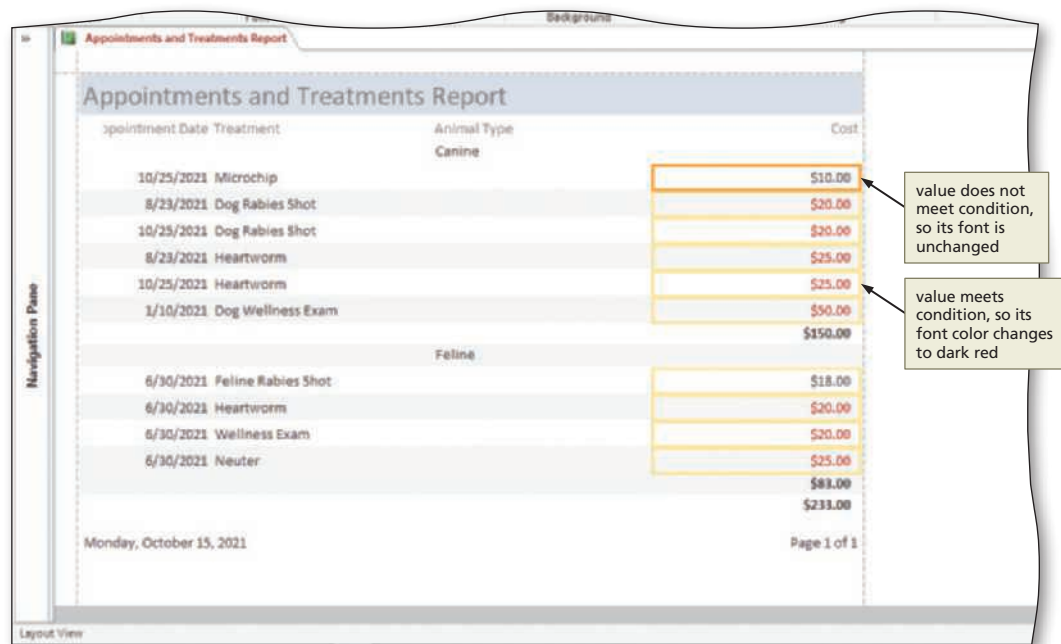 Background
Appointments and Treatments Report
Appointments and Treatments Report
ppointment Date Treatment Animal Type Cost
Canine
10/25/2021 Microchip $10.00
8/23/2021 Dog Rabies Shot $20.00
10/25/2021 Dog Rabies Shot $20.00
8/23/2021 Heartworm $25.00
10/25/2021 Heartworm $25.00
1/10/2021 Dog Wellness Exam $50.00
$150.00
Feline
6/30/2021 Feline Rabies Shot $18.00
6/30/2021 Heartworm $20.00
6/30/2021 Wellness Exam $20.00
6/30/2021 Neuter $25.00
$83.00
$233.00
Monday, October 15, 2021 Page 1 of 1
Navigation Pane
Layout View
value does not
meet condition,
so its font is
unchanged
value meets
condition, so its
font color changes
to dark red